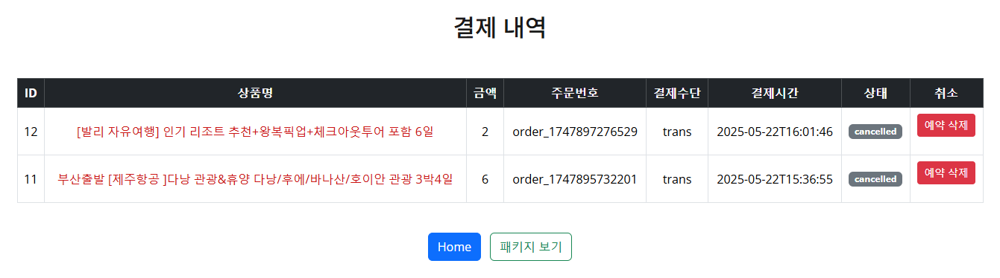 결제 내역
ID 상품명 금액 주문번호 결제수단 결제시간 상태 취소
12 [발리 자유여행] 인기 리조트 추천+왕복픽업+체크아웃투어 포함 6일 2 order_1747897276529 trans 2025-05-22T16:01:46 cancelled 예약 삭제
11 부산출발 [제주항공 ]다낭 관광&휴양 다낭/후에/바나산/호이안 관광 3박4일 6 order_1747895732201 trans 2025-05-22T15:36:55 cancelled 예약 삭제
Home 패키지 보기